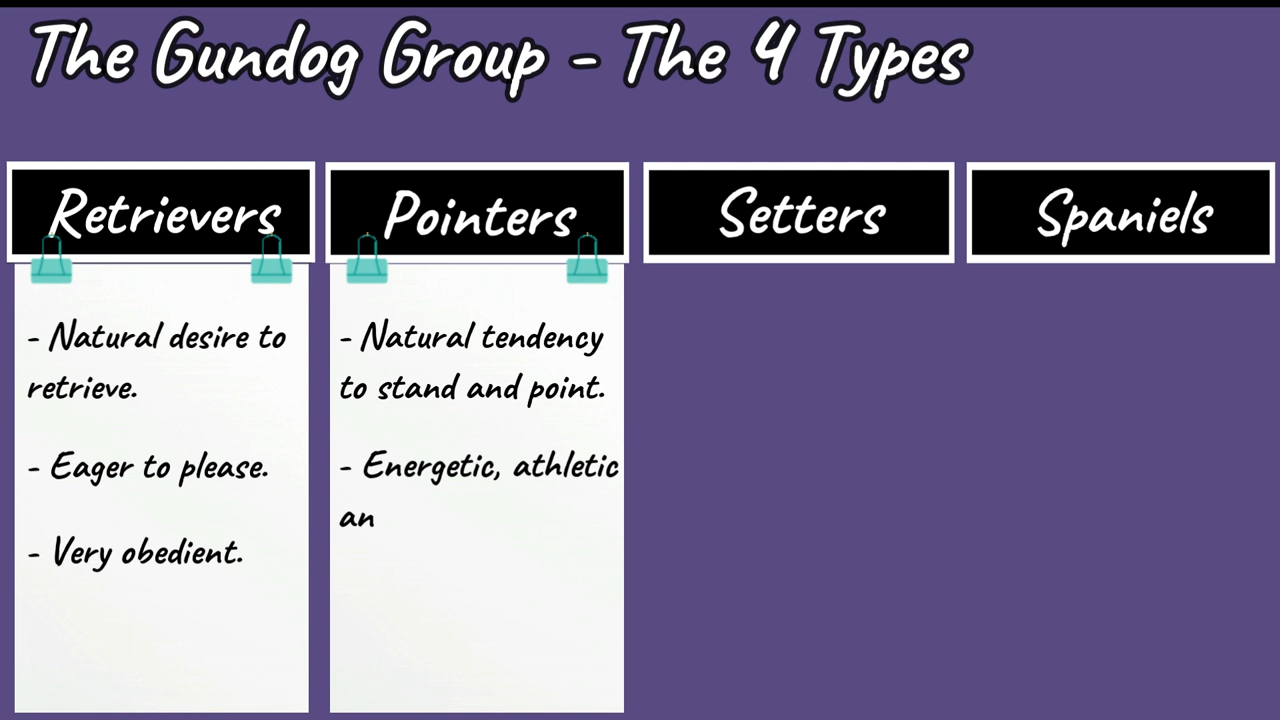 The Gundog Group - The 4 Types
Retrievers
- Natural desire to
retrieve.
- Eager to please.
- Very obedient.
Pointers
- Natural tendency
to stand and point.
- Energetic, athletic
an
Setters
Spaniels